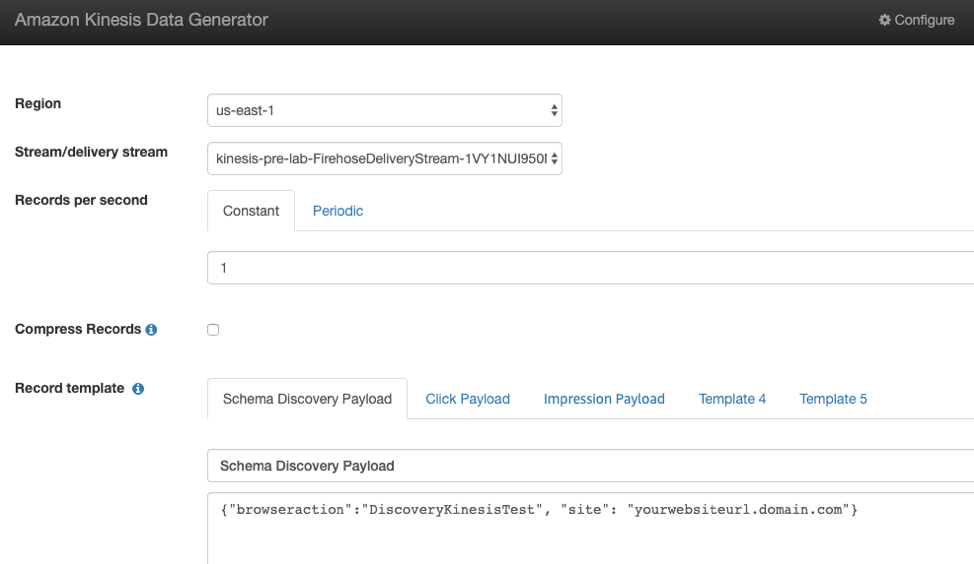 Amazon Kinesis Data Generator
Configure
Region
us-east-1
Stream/delivery stream
kinesis-pre-lab-FirehoseDeliveryStream-1VY1NUI950I
Records per second
Constant
Periodic
1
Compress Records
Record template
Schema Discovery Payload
Click Payload
Impression Payload
Template 4
Template 5
Schema Discovery Payload
{"browseraction":"DiscoveryKinesisTest", "site": "yourwebsiteurl.domain.com"}